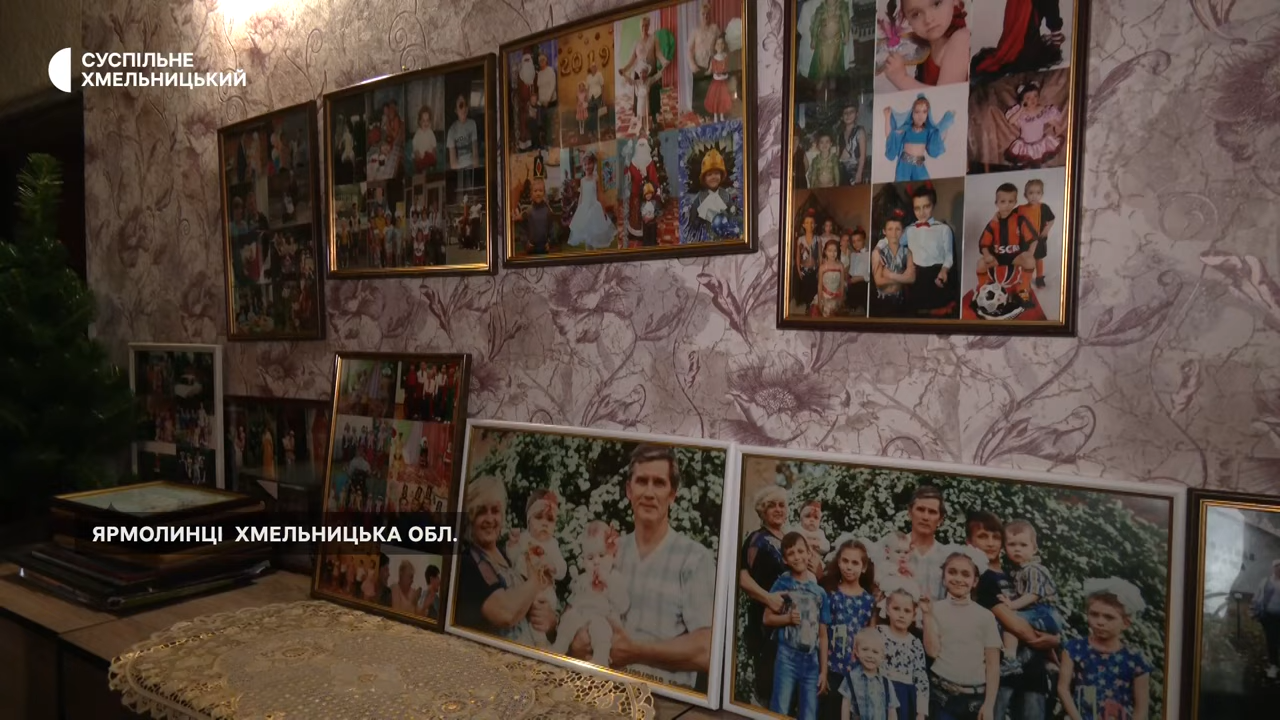 СУСПІЛЬНЕ
ХМЕЛЬНИЦЬКИЙ
2019
ЯРМОЛИНЦІ ХМЕЛЬНИЦЬКА ОБЛ.